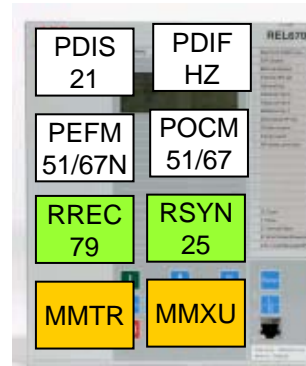 REL670
PDIS
21
PDIF
HZ
PEFM
51/67N
POCM
51/67
RREC
79
RSYN
25
MMTR
MMXU